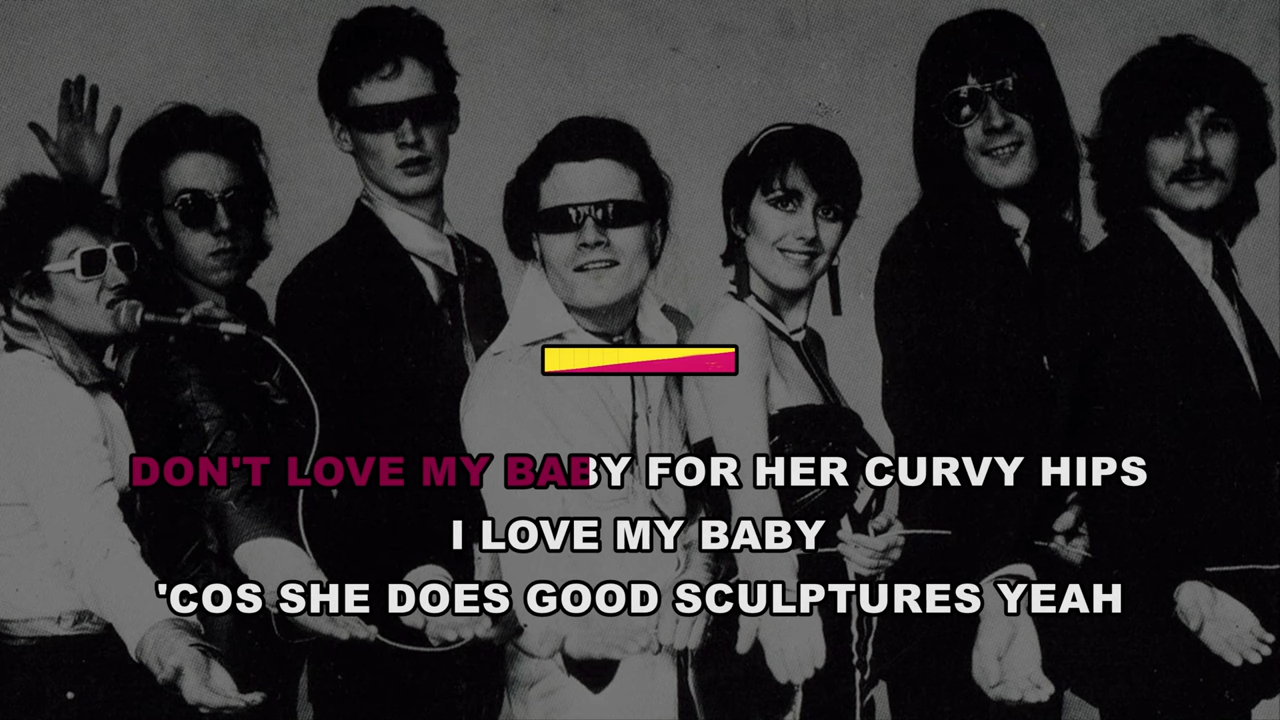 DON'T LOVE MY BABY FOR HER CURVY HIPS
I LOVE MY BABY
'COS SHE DOES GOOD SCULPTURES YEAH